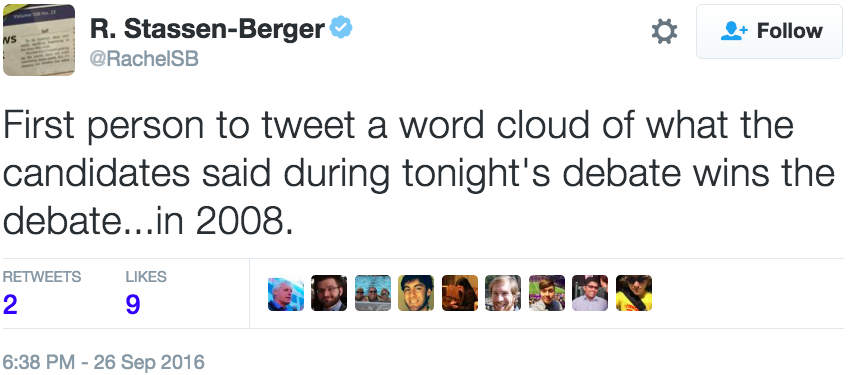 R. Stassen-Berger
@RachelSB
Follow
First person to tweet a word cloud of what the
candidates said during tonight's debate wins the
debate...in 2008.
RETWEETS LIKES
2 9
6:38 PM - 26 Sep 2016